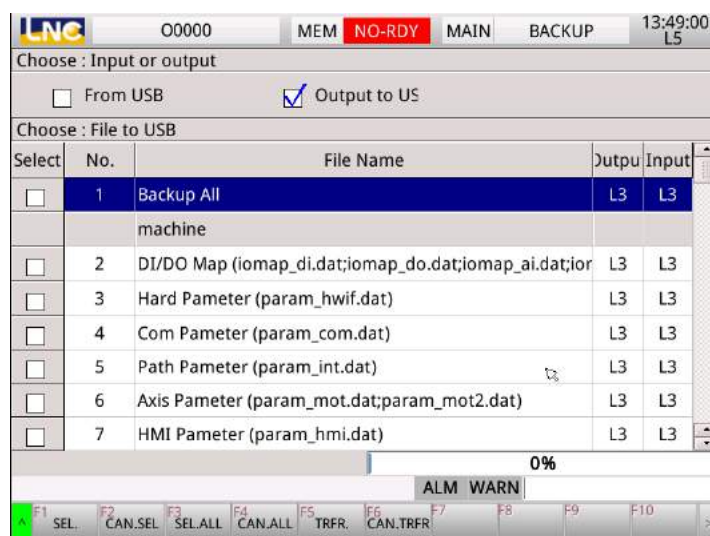 LNC O0000 MEM NO-RDY MAIN BACKUP 13:49:00
L5
Choose : Input or output
From USB Output to US
Choose : File to USB
Select No. File Name Outpu Input
1 Backup All L3 L3
machine
2 DI/DO Map (iomap_di.dat;iomap_do.dat;iomap_ai.dat;ior L3 L3
3 Hard Pameter (param_hwif.dat) L3 L3
4 Com Pameter (param_com.dat) L3 L3
5 Path Pameter (param_int.dat) L3 L3
6 Axis Pameter (param_mot.dat;param_mot2.dat) L3 L3
7 HMI Pameter (param_hmi.dat) L3 L3
0%
ALM WARN
^ F1 SEL. F2 CAN.SEL F3 SEL.ALL F4 CAN.ALL F5 TRFR. F6 CAN.TRFR F7 F8 F9 F10 >